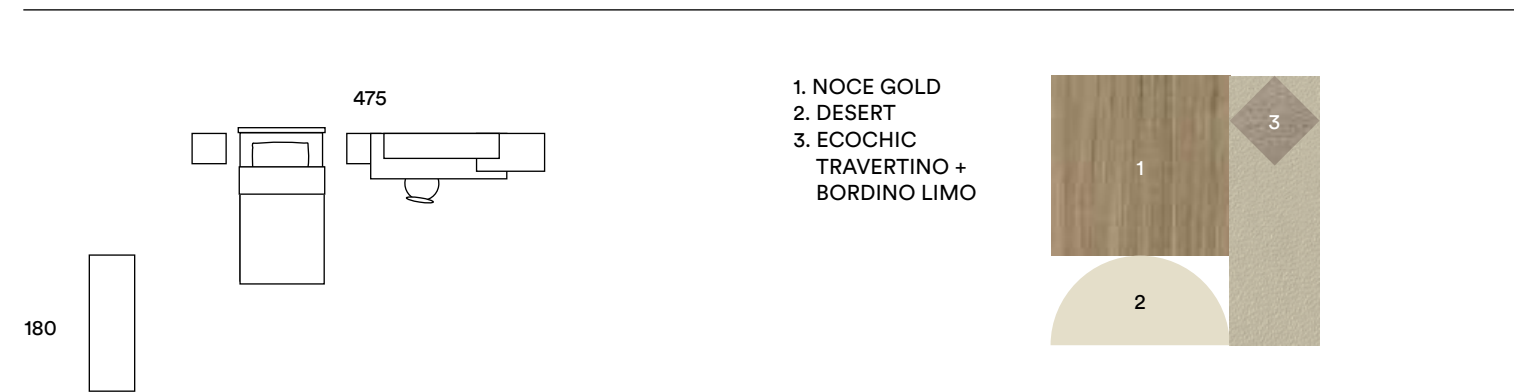 475
180
1. NOCE GOLD
2. DESERT
3. ECOCHIC
TRAVERTINO +
BORDINO LIMO
1
2
3